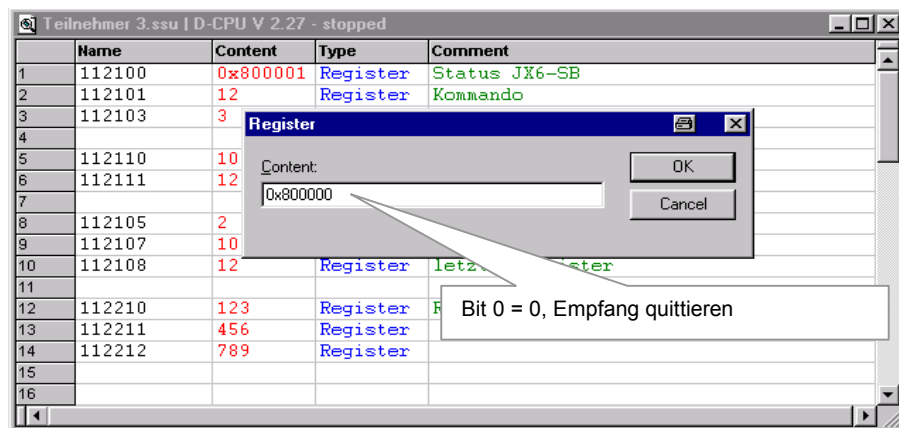 Teilnehmer 3.ssu | D-CPU V 2.27 - stopped
Name Content Type Comment
1 112100 0x800001 Register Status JX6-SB
2 112101 12 Register Kommando
3 112103 3
4
5 112110 10
6 112111 12
7
8 112105 2
9 112107 10
10 112108 12 Register
11
12 112210 123 Register
13 112211 456 Register
14 112212 789 Register
15
16
Register
Content:
0x800000
OK
Cancel
Bit 0 = 0, Empfang quittieren